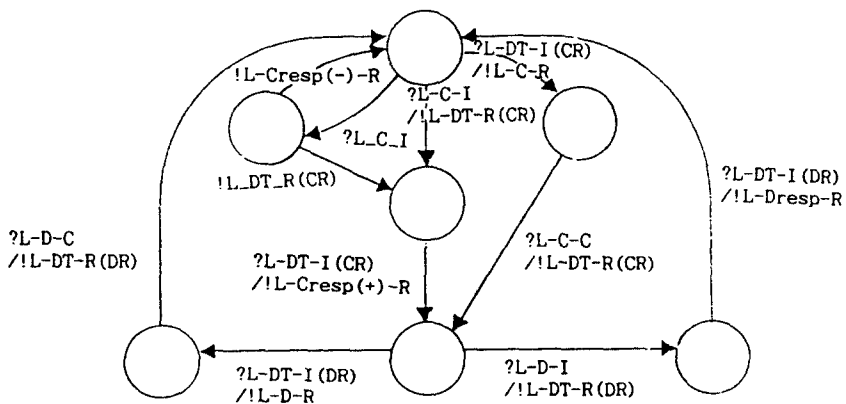 ?L-DT-I(CR)
/!L-C-R
!L-Cresp(-)-R
?L-C-I
/!L-DT-R(CR)
?L_C_I
!L_DT_R(CR)
?L-DT-I(DR)
/!L-Dresp-R
?L-D-C
/!L-DT-R(DR)
?L-C-C
/!L-DT-R(CR)
?L-DT-I(CR)
/!L-Cresp(+)-R
?L-DT-I(DR)
/!L-D-R
?L-D-I
/!L-DT-R(DR)